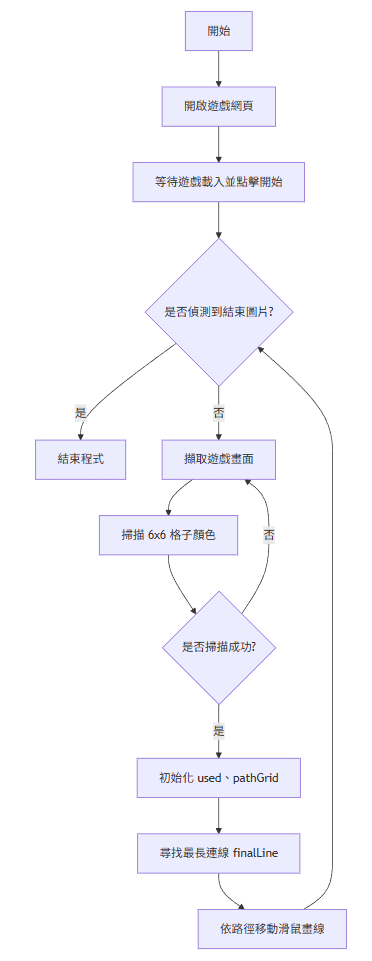 開始
開啟遊戲網頁
等待遊戲載入並點擊開始
是否偵測到結束圖片?
是
否
結束程式
擷取遊戲畫面
掃描 6x6 格子顏色
否
是否掃描成功?
是
初始化 used、pathGrid
尋找最長連線 finalLine
依路徑移動滑鼠畫線